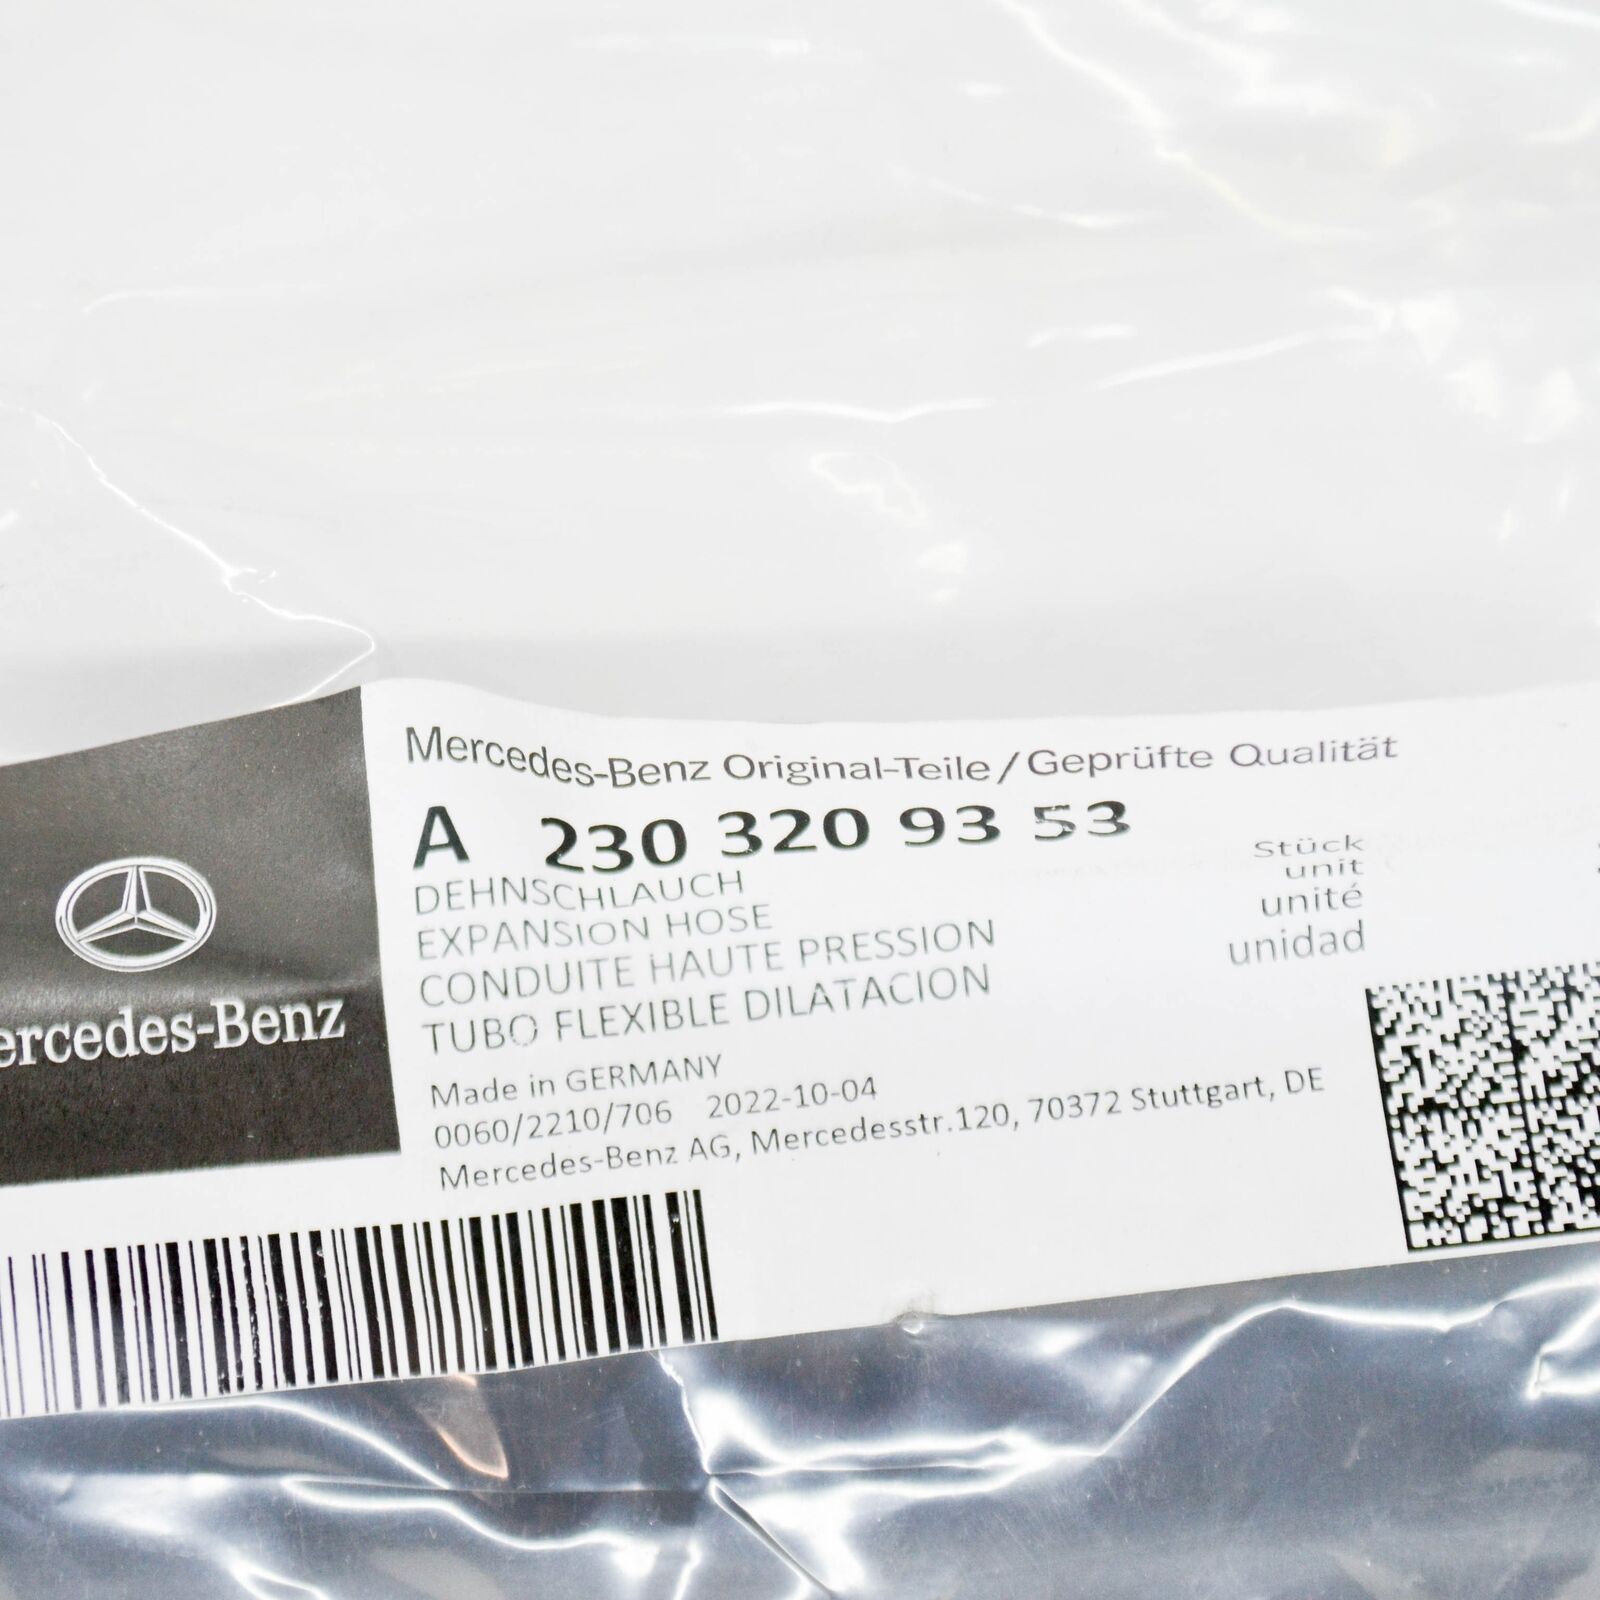 Mercedes-Benz Original-Teile/Geprüfte Qualität
A 230 320 93 53
DEHNSCHLAUCH
EXPANSION HOSE
CONDUITE HAUTE PRESSION
TUBO FLEXIBLE DILATACION
Stück
unit
unité
unidad
Made in GERMANY
0060/2210/706 2022-10-04
Mercedes-Benz AG, Mercedesstr.120, 70372 Stuttgart, DE
ercedes-Benz